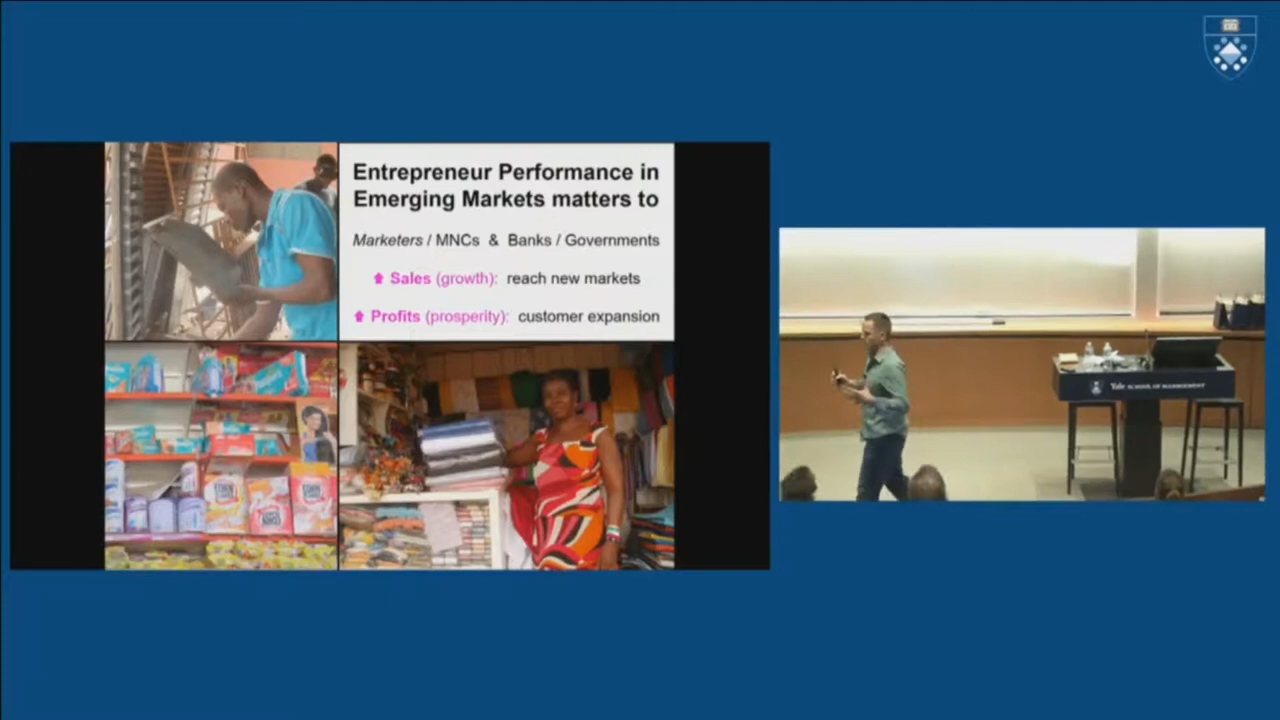 Entrepreneur Performance in
Emerging Markets matters to
Marketers / MNCs & Banks / Governments
Sales (growth): reach new markets
Profits (prosperity): customer expansion
Yale SCHOOL OF MANAGEMENT